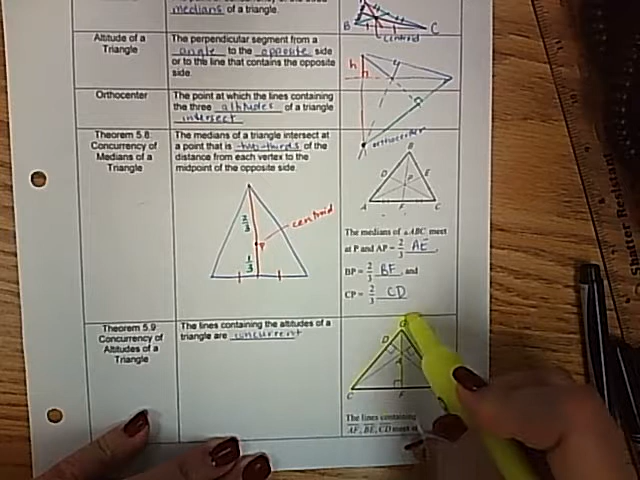 medians of a triangle.
B C
centroid
Altitude of a
Triangle
The perpendicular segment from a
angle to the opposite side
or to the line that contains the opposite
side.
h
Orthocenter
The point at which the lines containing
the three altitudes of a triangle
intersect
orthocenter
Theorem 5.8
Concurrency of
Medians of a
Triangle
The medians of a triangle intersect at
a point that is two-thirds of the
distance from each vertex to the
midpoint of the opposite side.
2/3
1/3
P
centroid
B
D E
P
A F C
The medians of △ABC meet
at P and AP = 2/3 AE,
BP = 2/3 BF, and
CP = 2/3 CD
Theorem 5.9
Concurrency of
Altitudes of a
Triangle
The lines containing the altitudes of a
triangle are concurrent
D
C F
The lines containing
AF, BE, CD meet at